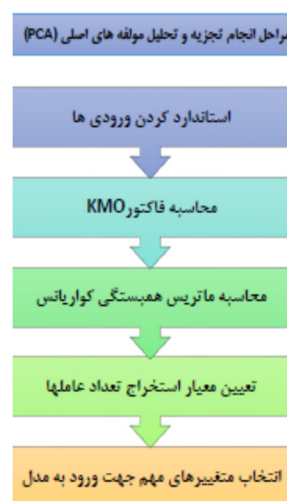 مراحل انجام تجزیه و تحلیل مولفه های اصلی (PCA)
استاندارد کردن ورودی ها
محاسبه فاکتورKMO
محاسبه ماتریس همبستگی کواریانس
تعیین معیار استخراج تعداد عاملها
انتخاب متغییرهای مهم جهت ورود به مدل